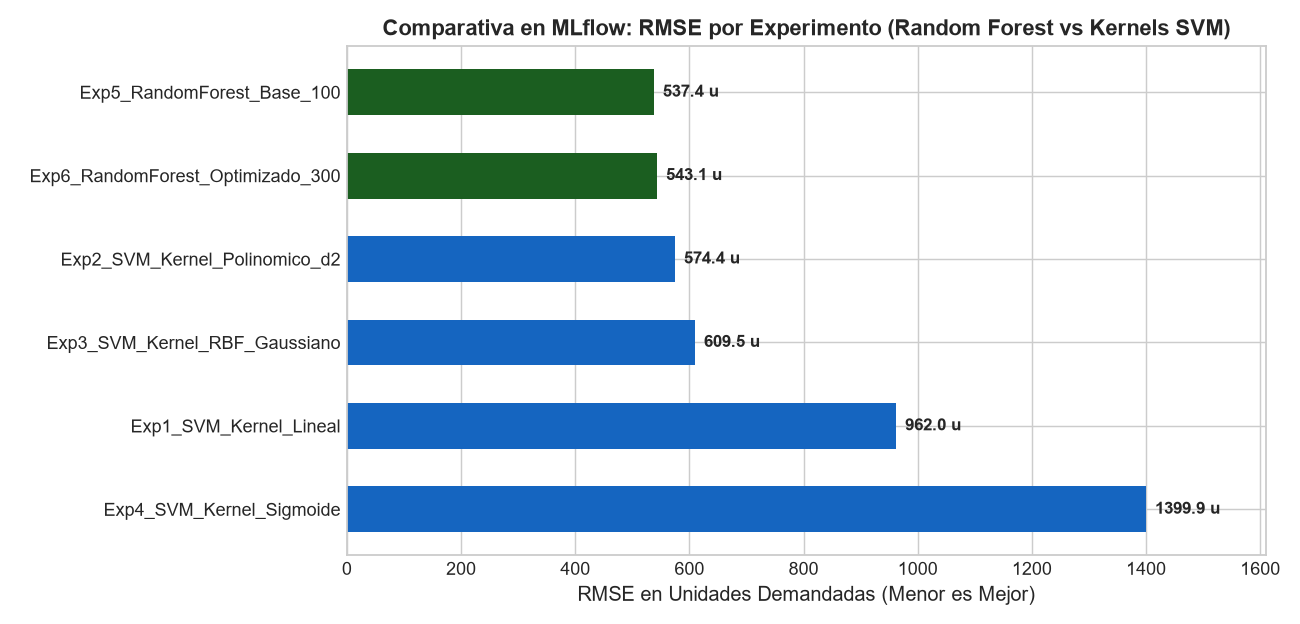 Comparativa en MLflow: RMSE por Experimento (Random Forest vs Kernels SVM)
Exp5_RandomForest_Base_100
537.4 u
Exp6_RandomForest_Optimizado_300
543.1 u
Exp2_SVM_Kernel_Polinomico_d2
574.4 u
Exp3_SVM_Kernel_RBF_Gaussiano
609.5 u
Exp1_SVM_Kernel_Lineal
962.0 u
Exp4_SVM_Kernel_Sigmoide
1399.9 u
0 200 400 600 800 1000 1200 1400 1600
RMSE en Unidades Demandadas (Menor es Mejor)